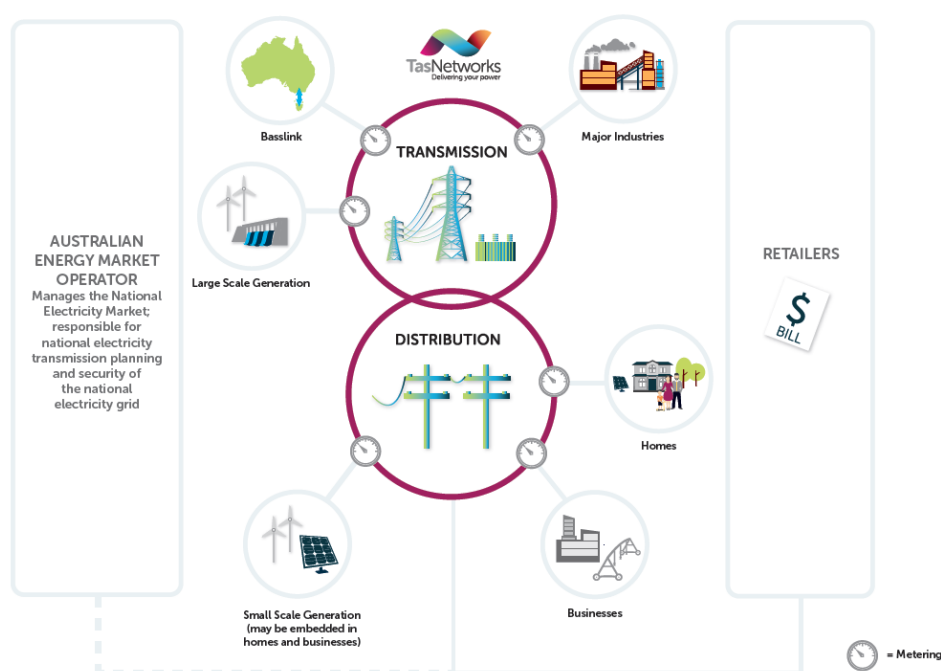 TasNetworks
Delivering your power
Basslink
Major Industries
TRANSMISSION
Large Scale Generation
AUSTRALIAN
ENERGY MARKET
OPERATOR
Manages the National
Electricity Market;
responsible for
national electricity
transmission planning
and security of
the national
electricity grid
RETAILERS
$
BILL
DISTRIBUTION
Homes
Small Scale Generation
(may be embedded in
homes and businesses)
Businesses
= Metering